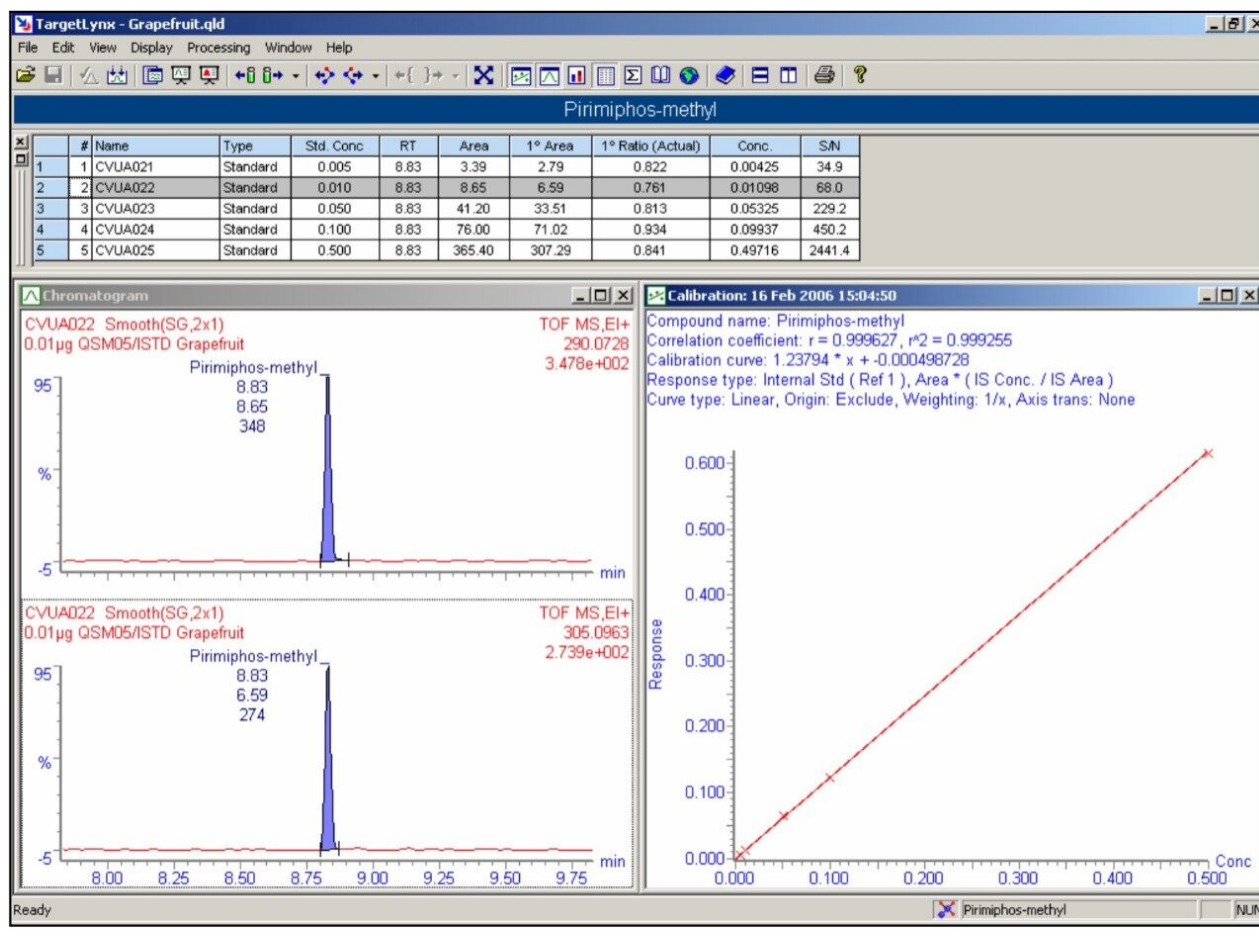 TargetLynx - Grapefruit.qld
File Edit View Display Processing Window Help
Pirimiphos-methyl
# Name Type Std. Conc RT Area 1º Area 1º Ratio (Actual) Conc. S/N
1 1 CVUA021 Standard 0.005 8.83 3.39 2.79 0.822 0.00425 34.9
2 2 CVUA022 Standard 0.010 8.83 8.65 6.59 0.761 0.01098 68.0
3 3 CVUA023 Standard 0.050 8.83 41.20 33.51 0.813 0.05325 229.2
4 4 CVUA024 Standard 0.100 8.83 76.00 71.02 0.934 0.09937 450.2
5 5 CVUA025 Standard 0.500 8.83 365.40 307.29 0.841 0.49716 2441.4
Chromatogram
CVUA022 Smooth(SG,2x1) TOF MS,EI+
0.01µg QSM05/ISTD Grapefruit 290.0728
3.478e+002
Pirimiphos-methyl
8.83
8.65
348
95
%
-5
min
CVUA022 Smooth(SG,2x1) TOF MS,EI+
0.01µg QSM05/ISTD Grapefruit 305.0963
2.739e+002
Pirimiphos-methyl
8.83
6.59
274
95
%
-5
min
8.00 8.25 8.50 8.75 9.00 9.25 9.50 9.75
Calibration: 16 Feb 2006 15:04:50
Compound name: Pirimiphos-methyl
Correlation coefficient: r = 0.999627, r^2 = 0.999255
Calibration curve: 1.23794 * x + -0.000498728
Response type: Internal Std ( Ref 1 ), Area * ( IS Conc. / IS Area )
Curve type: Linear, Origin: Exclude, Weighting: 1/x, Axis trans: None
0.600
0.500
0.400
0.300
0.200
0.100
0.000
Response
Conc
0.000 0.100 0.200 0.300 0.400 0.500
Ready
Pirimiphos-methyl
NUM